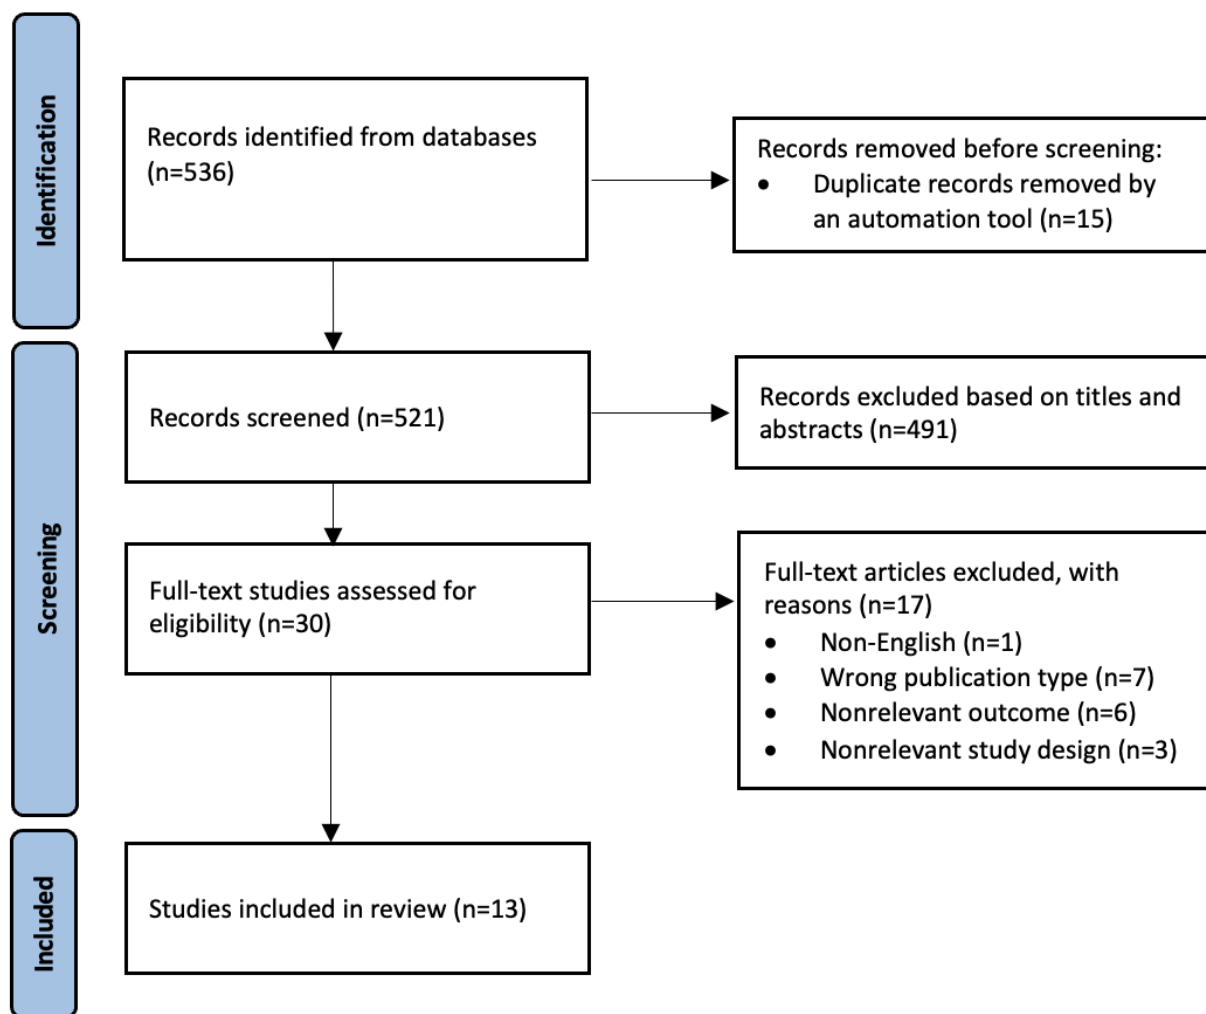 Identification
Records identified from databases
(n=536)
Records removed before screening:
• Duplicate records removed by
an automation tool (n=15)
Screening
Records screened (n=521)
Records excluded based on titles and
abstracts (n=491)
Full-text studies assessed for
eligibility (n=30)
Full-text articles excluded, with
reasons (n=17)
• Non-English (n=1)
• Wrong publication type (n=7)
• Nonrelevant outcome (n=6)
• Nonrelevant study design (n=3)
Included
Studies included in review (n=13)